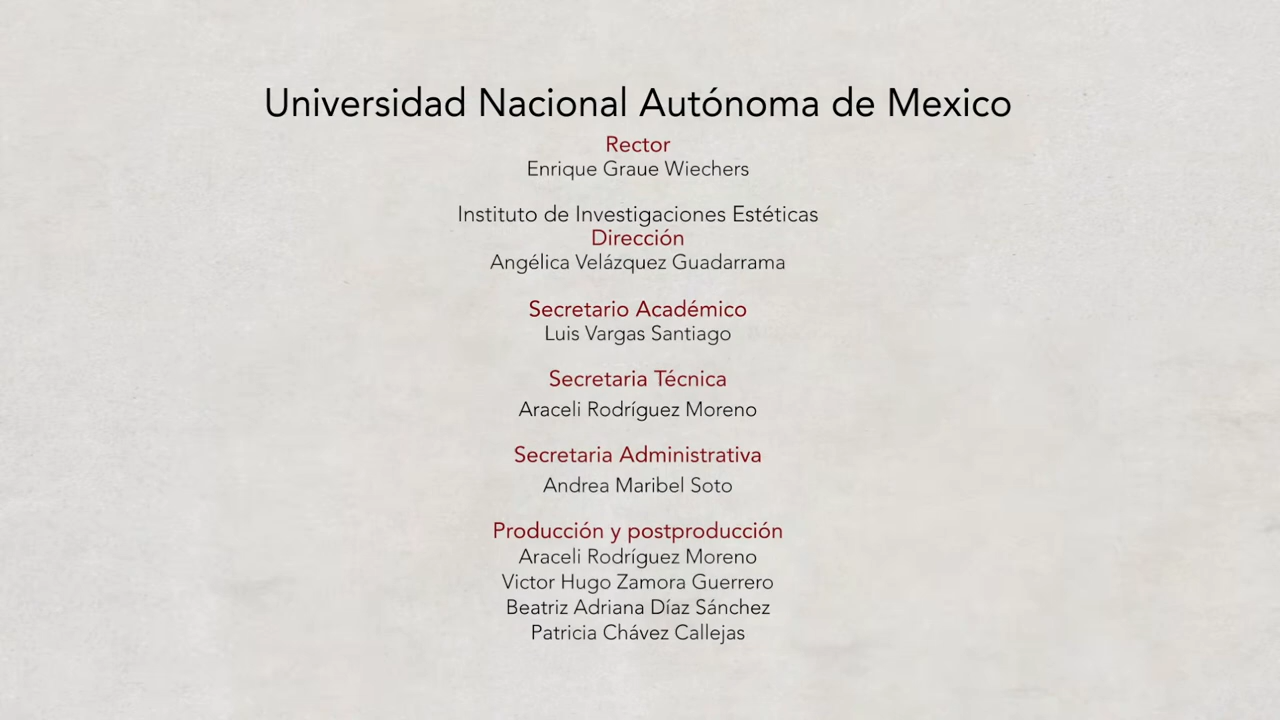 Universidad Nacional Autónoma de Mexico
Rector
Enrique Graue Wiechers
Instituto de Investigaciones Estéticas
Dirección
Angélica Velázquez Guadarrama
Secretario Académico
Luis Vargas Santiago
Secretaria Técnica
Araceli Rodríguez Moreno
Secretaria Administrativa
Andrea Maribel Soto
Producción y postproducción
Araceli Rodríguez Moreno
Victor Hugo Zamora Guerrero
Beatriz Adriana Díaz Sánchez
Patricia Chávez Callejas